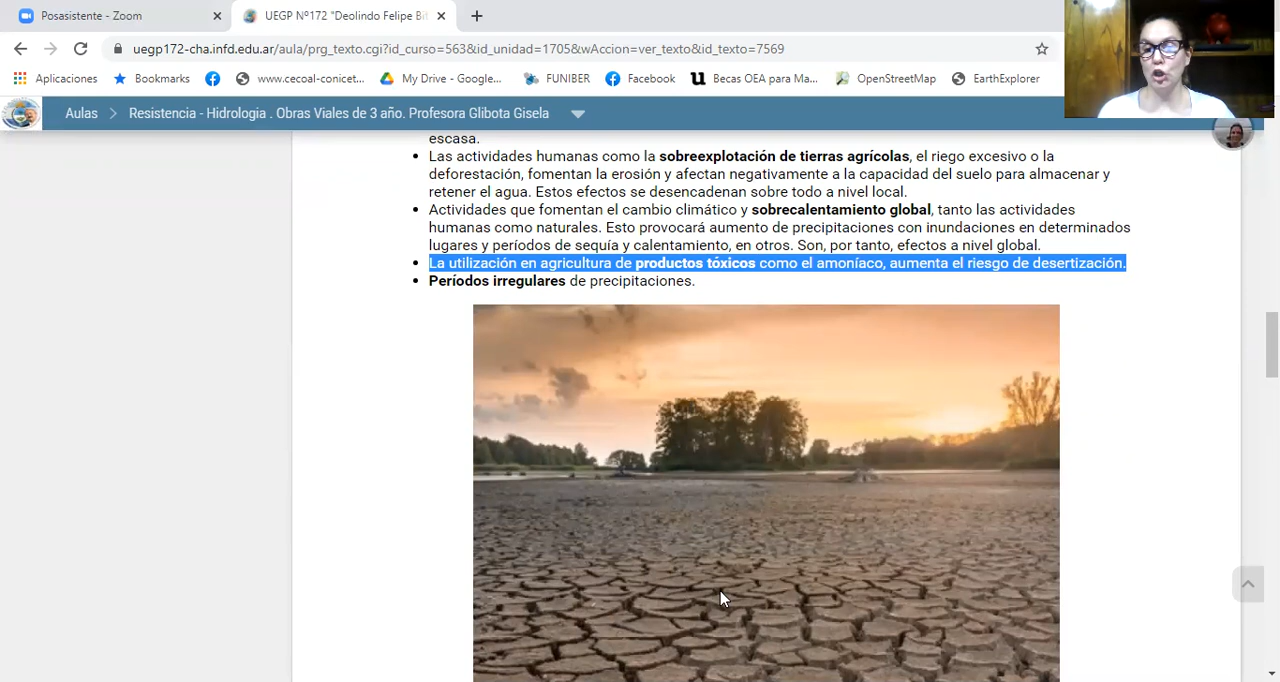 Posasistente - Zoom
UEGP Nº172 "Deolindo Felipe Bit
uegp172-cha.infd.edu.ar/aula/prg_texto.cgi?id_curso=563&id_unidad=1705&wAccion=ver_texto&id_texto=7569
Aplicaciones Bookmarks www.cecoal-conicet... My Drive - Google... FUNIBER Facebook Becas OEA para Ma... OpenStreetMap EarthExplorer
Aulas Resistencia - Hidrologia . Obras Viales de 3 año. Profesora Glibota Gisela
escasa.
Las actividades humanas como la sobreexplotación de tierras agrícolas, el riego excesivo o la
deforestación, fomentan la erosión y afectan negativamente a la capacidad del suelo para almacenar y
retener el agua. Estos efectos se desencadenan sobre todo a nivel local.
Actividades que fomentan el cambio climático y sobrecalentamiento global, tanto las actividades
humanas como naturales. Esto provocará aumento de precipitaciones con inundaciones en determinados
lugares y períodos de sequía y calentamiento, en otros. Son, por tanto, efectos a nivel global.
La utilización en agricultura de productos tóxicos como el amoníaco, aumenta el riesgo de desertización.
Períodos irregulares de precipitaciones.